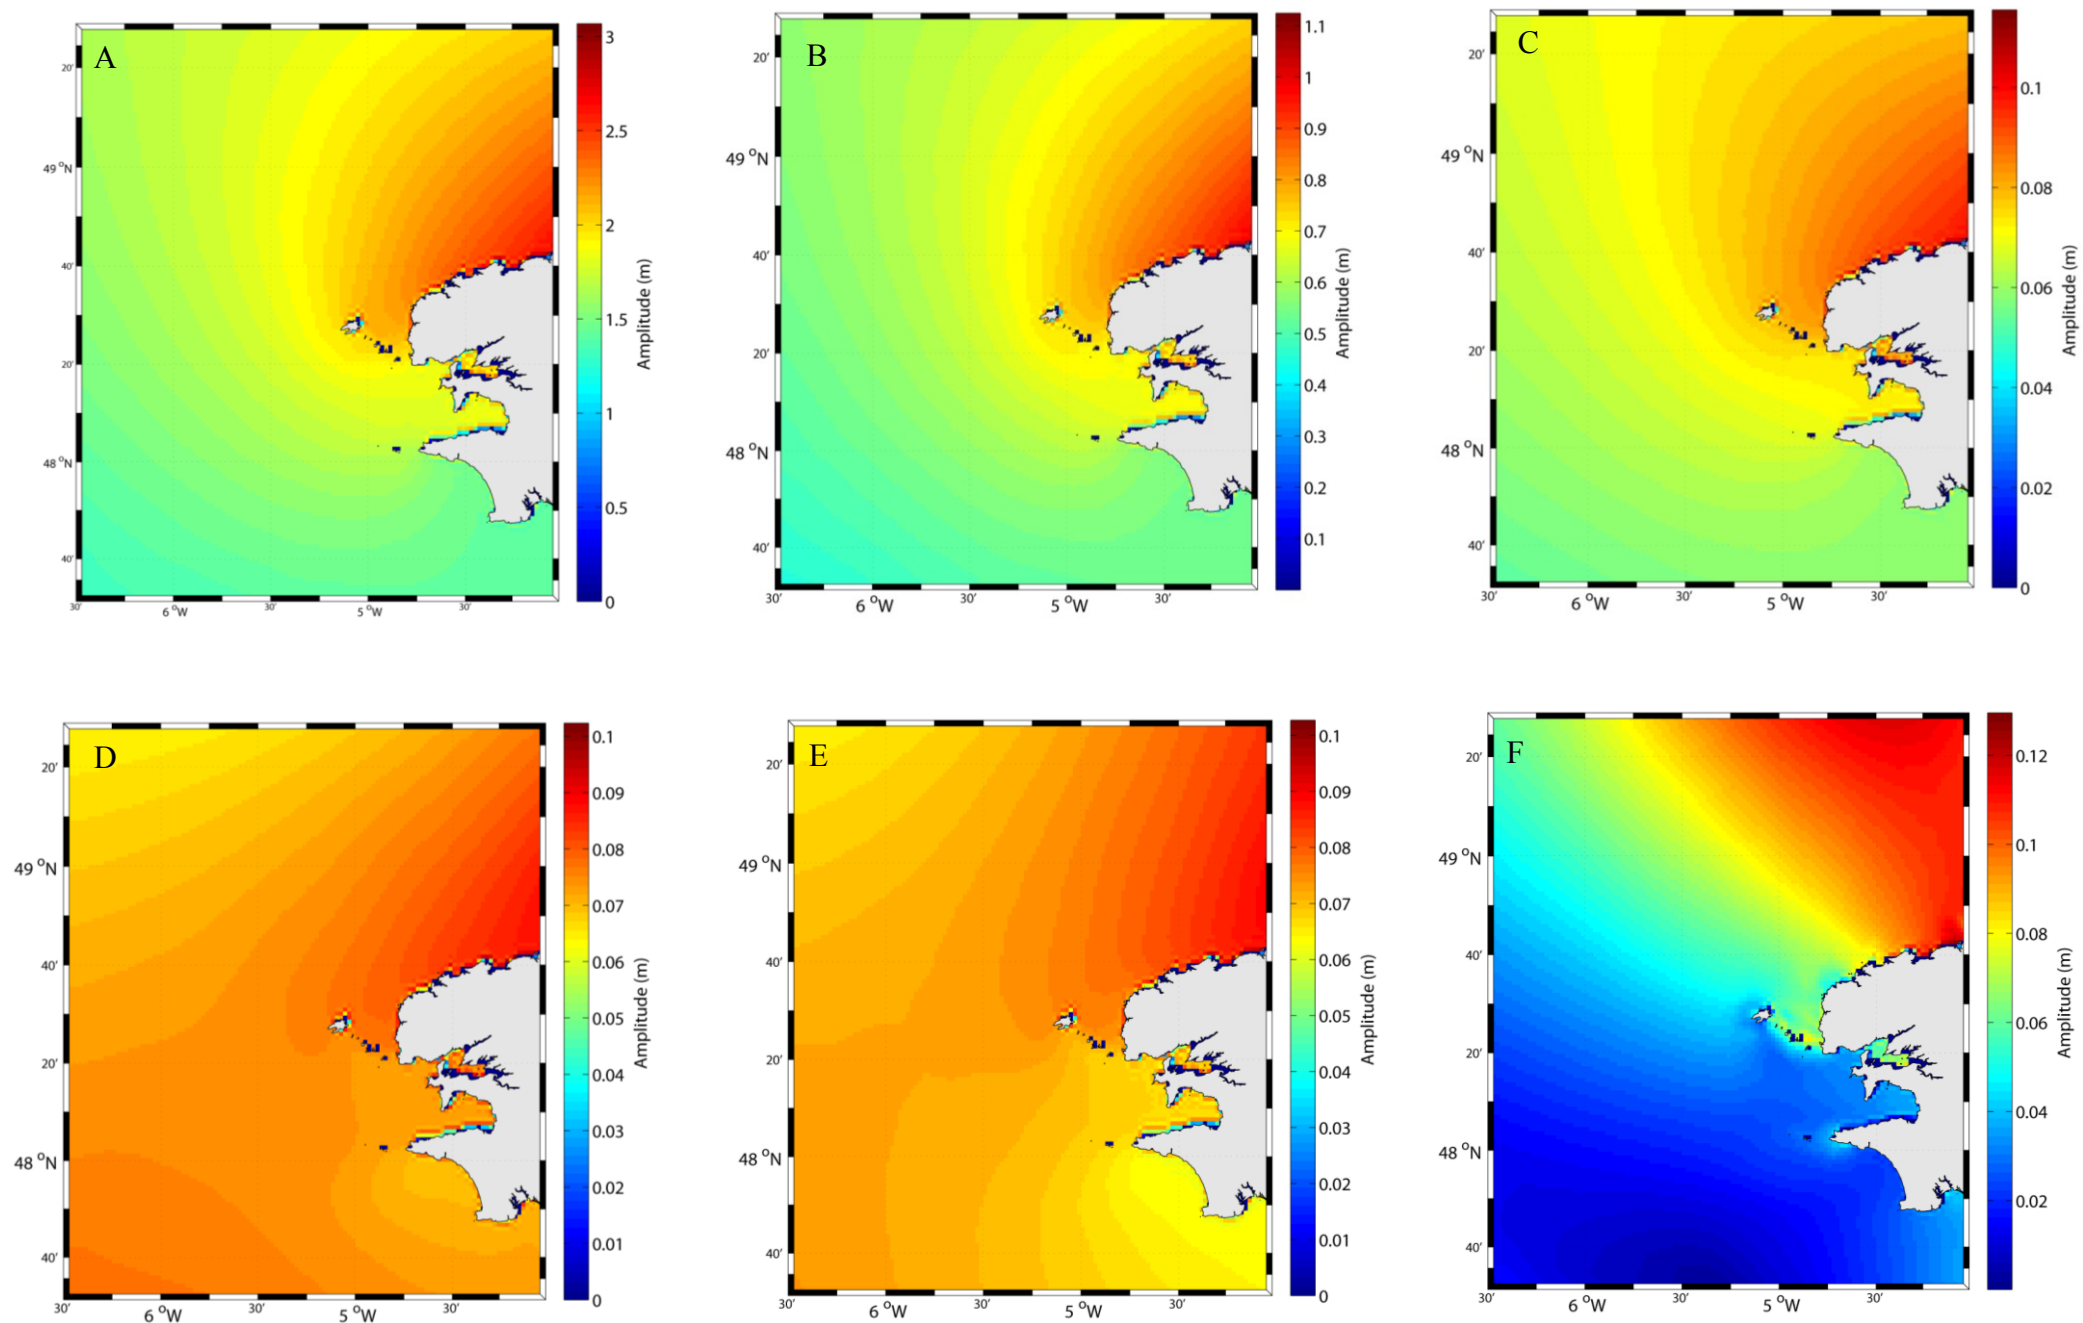 A
20'
49 °N
40'
20'
48 °N
40'
30'
6 °W
30'
5 °W
30'
3
2.5
2
1.5
1
0.5
0
Amplitude (m)
B
20'
49 °N
40'
20'
48 °N
40'
30'
6 °W
30'
5 °W
30'
1.1
1
0.9
0.8
0.7
0.6
0.5
0.4
0.3
0.2
0.1
Amplitude (m)
C
20'
49 °N
40'
20'
48 °N
40'
30'
6 °W
30'
5 °W
30'
0.1
0.08
0.06
0.04
0.02
0
Amplitude (m)
D
20'
49 °N
40'
20'
48 °N
40'
30'
6 °W
30'
5 °W
30'
0.1
0.09
0.08
0.07
0.06
0.05
0.04
0.03
0.02
0.01
0
Amplitude (m)
E
20'
49 °N
40'
20'
48 °N
40'
30'
6 °W
30'
5 °W
30'
0.1
0.09
0.08
0.07
0.06
0.05
0.04
0.03
0.02
0.01
0
Amplitude (m)
F
20'
49 °N
40'
20'
48 °N
40'
30'
6 °W
30'
5 °W
30'
0.12
0.1
0.08
0.06
0.04
0.02
Amplitude (m)